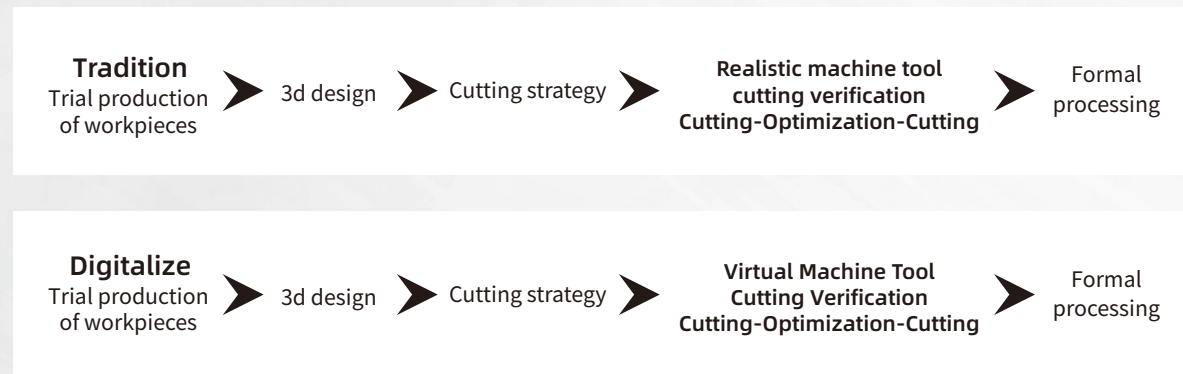 Tradition
Trial production
of workpieces
3d design
Cutting strategy
Realistic machine tool
cutting verification
Cutting-Optimization-Cutting
Formal
processing
Digitalize
Trial production
of workpieces
3d design
Cutting strategy
Virtual Machine Tool
Cutting Verification
Cutting-Optimization-Cutting
Formal
processing